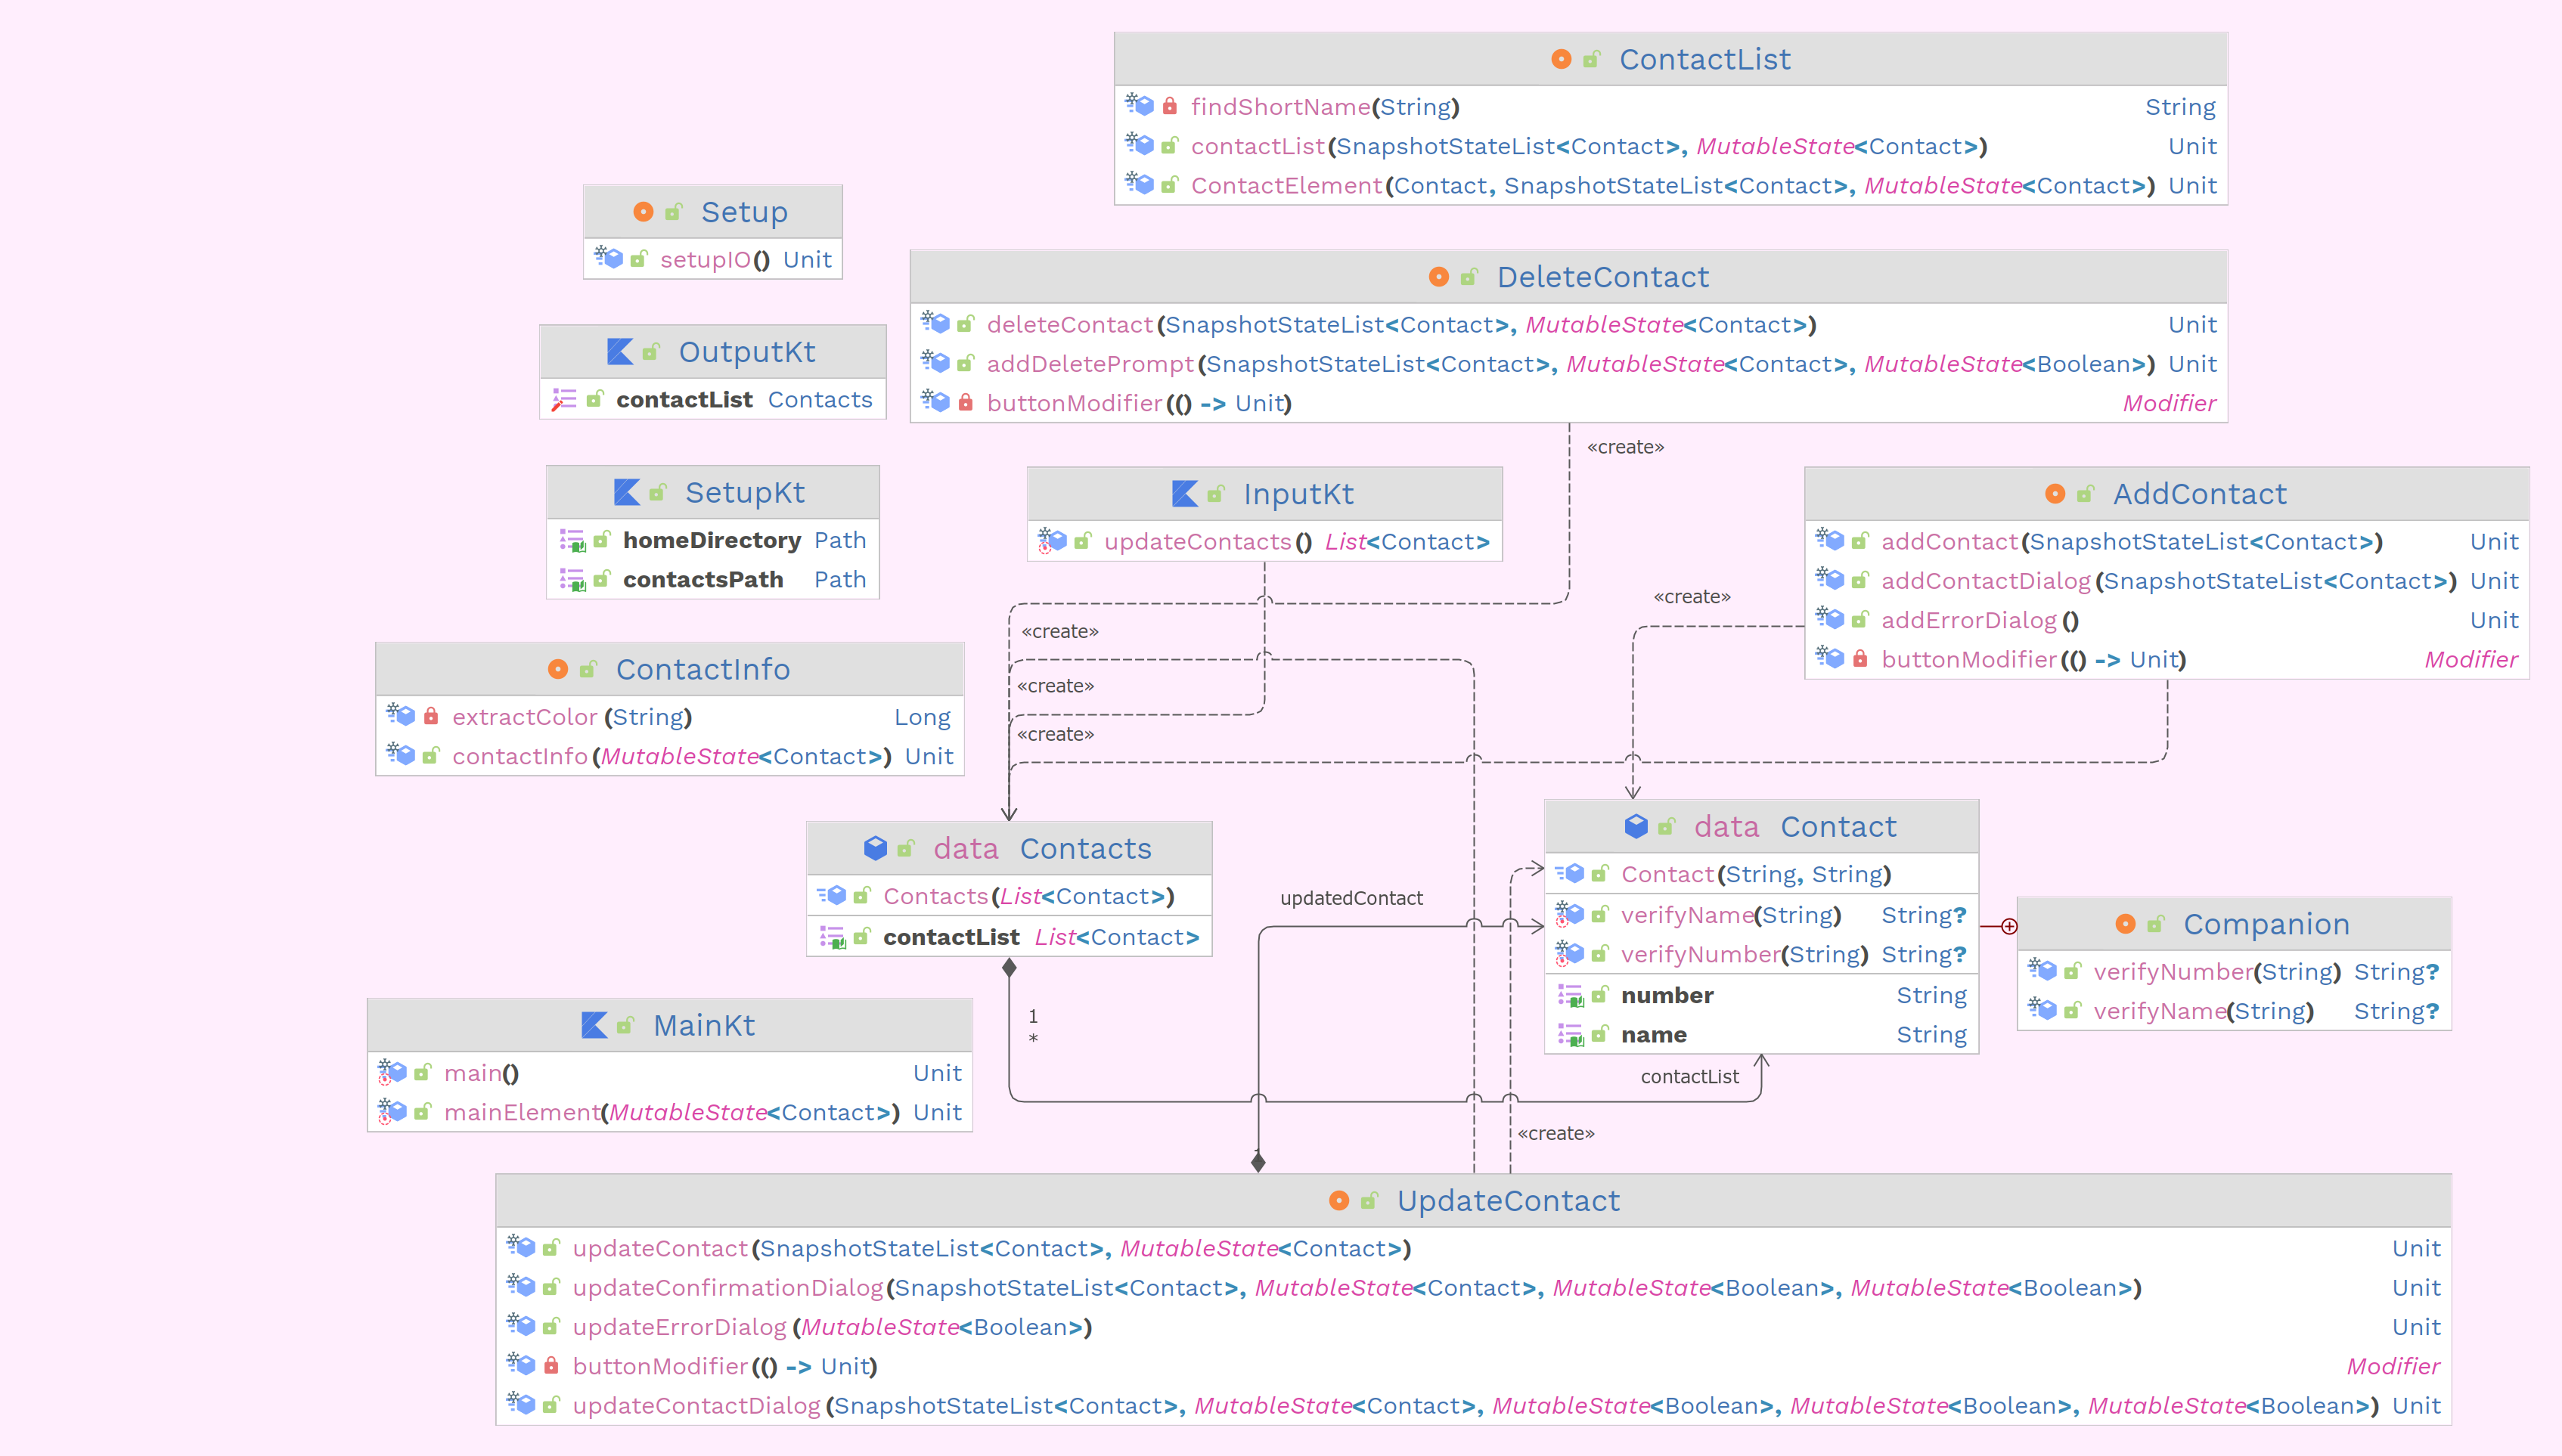 ContactList
findShortName(String) String
contactList(SnapshotStateList<Contact>, MutableState<Contact>) Unit
ContactElement(Contact, SnapshotStateList<Contact>, MutableState<Contact>) Unit
Setup
setupIO() Unit
DeleteContact
deleteContact(SnapshotStateList<Contact>, MutableState<Contact>) Unit
addDeletePrompt(SnapshotStateList<Contact>, MutableState<Contact>, MutableState<Boolean>) Unit
buttonModifier(() -> Unit) Modifier
OutputKt
contactList Contacts
«create»
SetupKt
homeDirectory Path
contactsPath Path
InputKt
updateContacts() List<Contact>
AddContact
addContact(SnapshotStateList<Contact>) Unit
addContactDialog(SnapshotStateList<Contact>) Unit
addErrorDialog() Unit
buttonModifier(() -> Unit) Modifier
«create»
«create»
«create»
«create»
ContactInfo
extractColor(String) Long
contactInfo(MutableState<Contact>) Unit
data Contacts
Contacts(List<Contact>)
contactList List<Contact>
data Contact
Contact(String, String)
verifyName(String) String?
verifyNumber(String) String?
number String
name String
updatedContact
Companion
verifyNumber(String) String?
verifyName(String) String?
MainKt
main() Unit
mainElement(MutableState<Contact>) Unit
1
*
contactList
«create»
UpdateContact
updateContact(SnapshotStateList<Contact>, MutableState<Contact>) Unit
updateConfirmationDialog(SnapshotStateList<Contact>, MutableState<Contact>, MutableState<Boolean>, MutableState<Boolean>) Unit
updateErrorDialog(MutableState<Boolean>) Unit
buttonModifier(() -> Unit) Modifier
updateContactDialog(SnapshotStateList<Contact>, MutableState<Contact>, MutableState<Boolean>, MutableState<Boolean>, MutableState<Boolean>) Unit